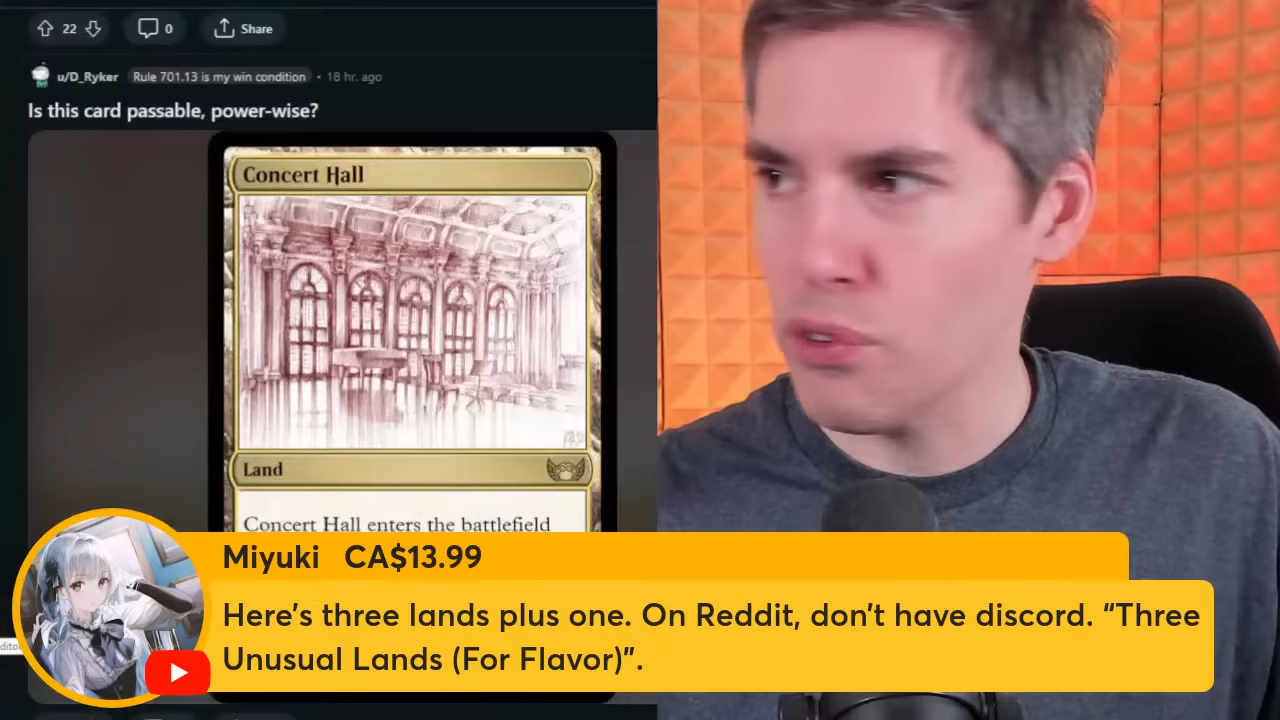 22
0
Share
u/D_Ryker Rule 701.13 is my win condition • 18 hr. ago
Is this card passable, power-wise?
Concert Hall
Land
Concert Hall enters the battlefield
Miyuki CA$13.99
Here's three lands plus one. On Reddit, don't have discord. "Three
Unusual Lands (For Flavor)".